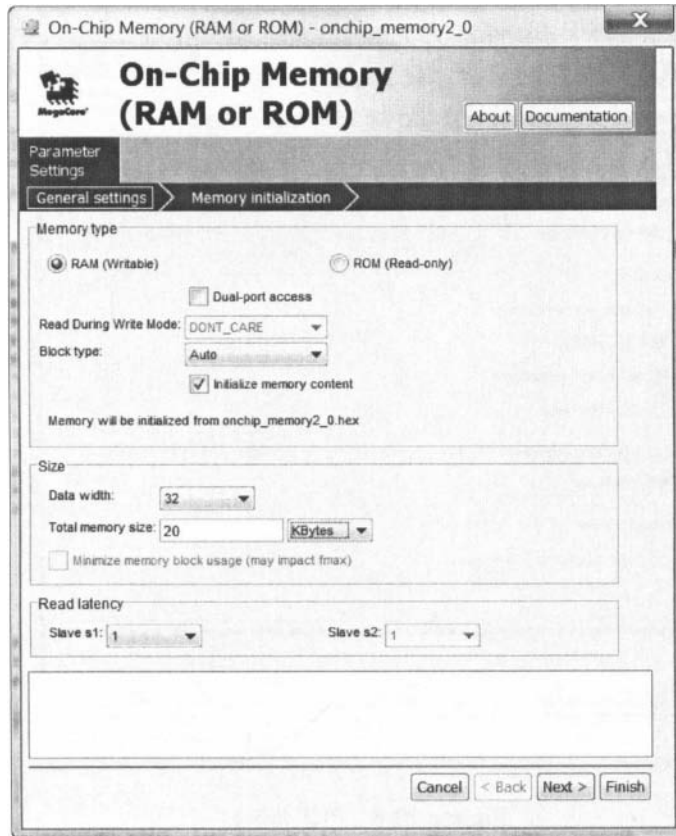 On-Chip Memory (RAM or ROM) - onchip_memory2_0
X
MegaCore'
On-Chip Memory
(RAM or ROM)
About Documentation
Parameter
Settings
General settings Memory initialization
Memory type
RAM (Writable) ROM (Read-only)
Dual-port access
Read During Write Mode: DONT_CARE
Block type: Auto
Initialize memory content
Memory will be initialized from onchip_memory2_0.hex
Size
Data width: 32
Total memory size: 20 KBytes
Minimize memory block usage (may impact fmax)
Read latency
Slave s1: 1 Slave s2: 1
Cancel < Back Next > Finish